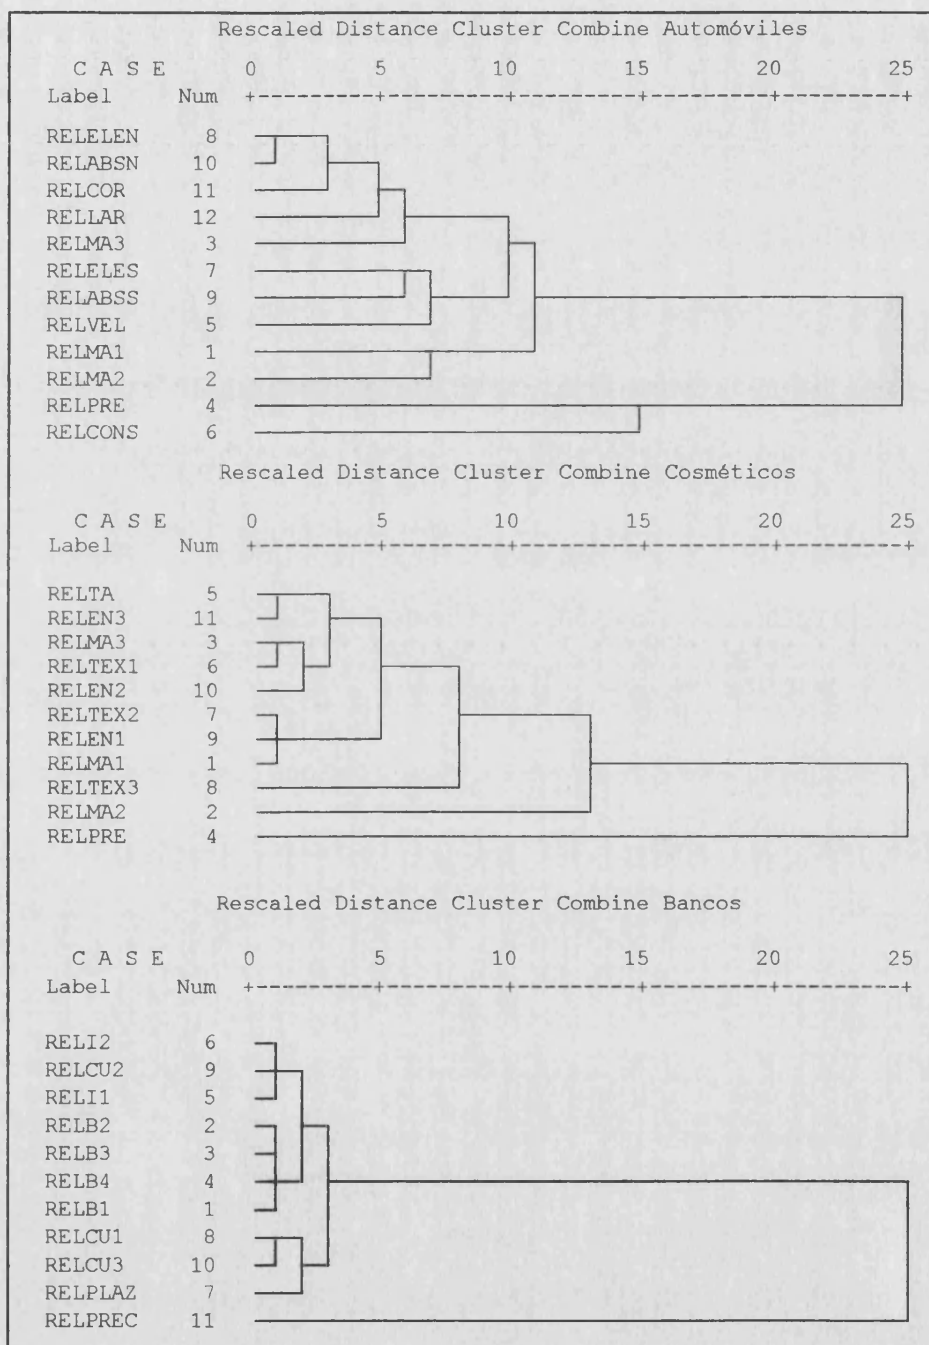 Rescaled Distance Cluster Combine Automóviles
C A S E 0 5 10 15 20 25
Label Num +---------+---------+---------+---------+---------+
RELELEN 8
RELABSN 10
RELCOR 11
RELLAR 12
RELMA3 3
RELELES 7
RELABSS 9
RELVEL 5
RELMA1 1
RELMA2 2
RELPRE 4
RELCONS 6
Rescaled Distance Cluster Combine Cosméticos
C A S E 0 5 10 15 20 25
Label Num +---------+---------+---------+---------+---------+
RELTA 5
RELEN3 11
RELMA3 3
RELTEX1 6
RELEN2 10
RELTEX2 7
RELEN1 9
RELMA1 1
RELTEX3 8
RELMA2 2
RELPRE 4
Rescaled Distance Cluster Combine Bancos
C A S E 0 5 10 15 20 25
Label Num +---------+---------+---------+---------+---------+
RELI2 6
RELCU2 9
RELI1 5
RELB2 2
RELB3 3
RELB4 4
RELB1 1
RELCU1 8
RELCU3 10
RELPLAZ 7
RELPREC 11